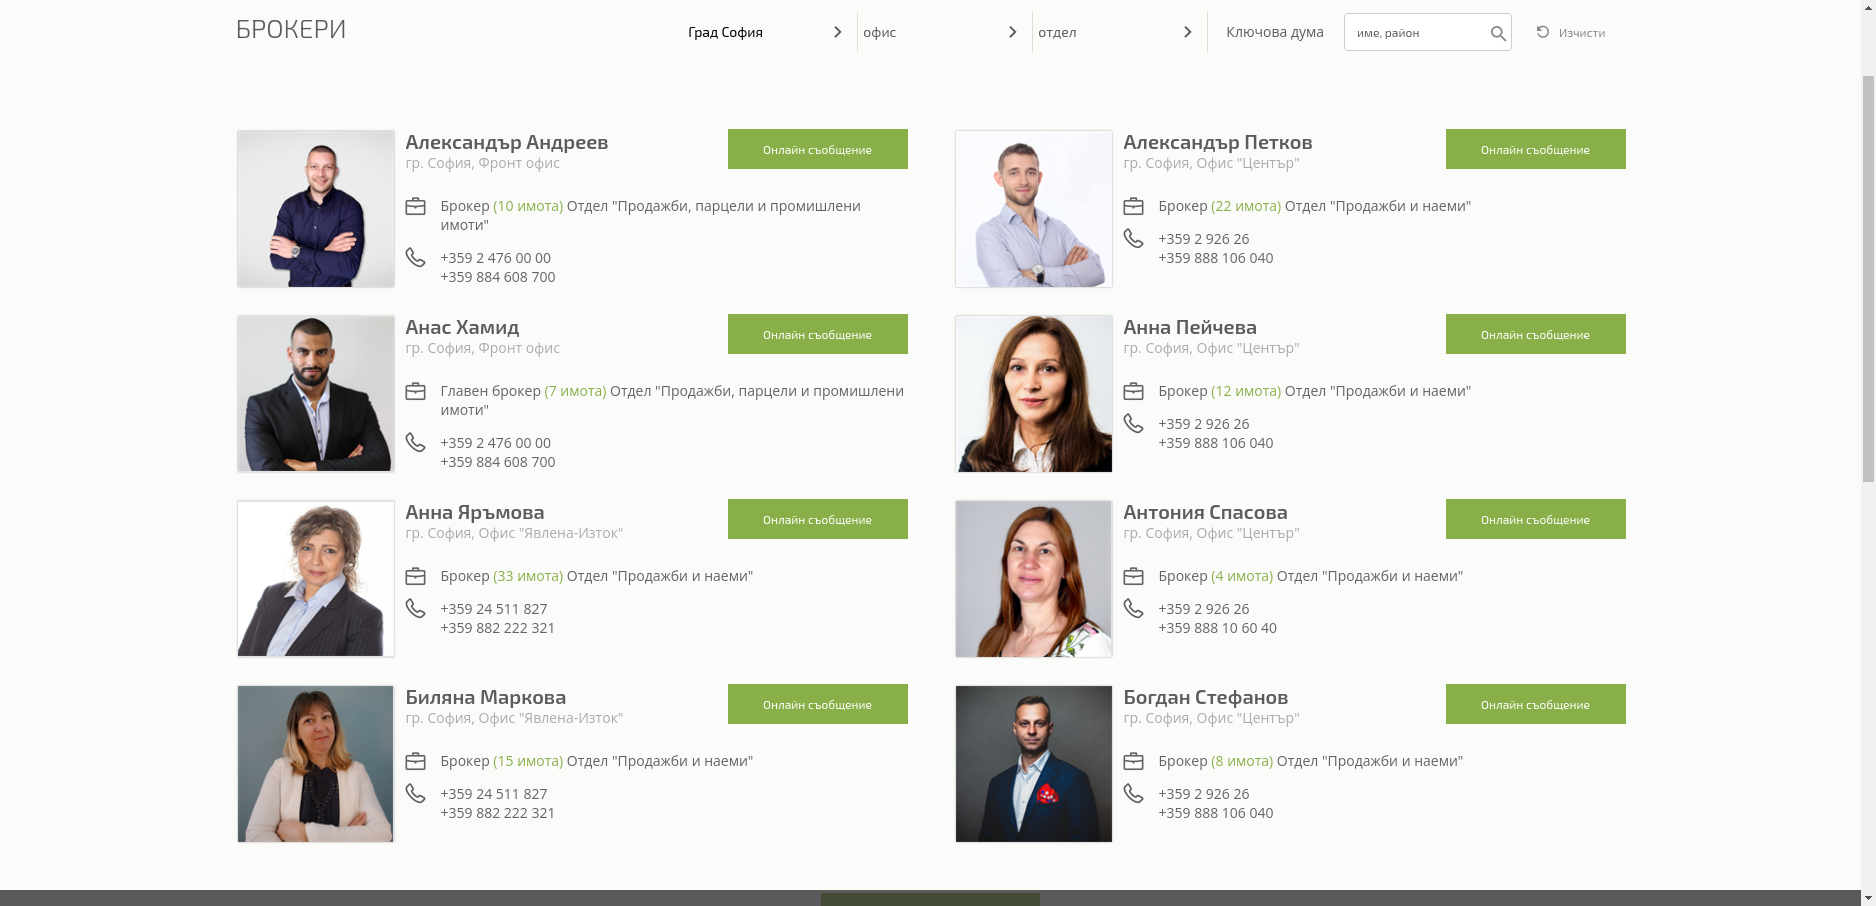 БРОКЕРИ
Град София
офис
отдел
Ключова дума
име, район
Изчисти
Александър Андреев
гр. София, Фронт офис
Онлайн съобщение
Брокер (10 имота) Отдел "Продажби, парцели и промишлени
имоти"
+359 2 476 00 00
+359 884 608 700
Александър Петков
гр. София, Офис "Център"
Онлайн съобщение
Брокер (22 имота) Отдел "Продажби и наеми"
+359 2 926 26
+359 888 106 040
Анас Хамид
гр. София, Фронт офис
Онлайн съобщение
Главен брокер (7 имота) Отдел "Продажби, парцели и промишлени
имоти"
+359 2 476 00 00
+359 884 608 700
Анна Пейчева
гр. София, Офис "Център"
Онлайн съобщение
Брокер (12 имота) Отдел "Продажби и наеми"
+359 2 926 26
+359 888 106 040
Анна Яръмова
гр. София, Офис "Явлена-Изток"
Онлайн съобщение
Брокер (33 имота) Отдел "Продажби и наеми"
+359 24 511 827
+359 882 222 321
Антония Спасова
гр. София, Офис "Център"
Онлайн съобщение
Брокер (4 имота) Отдел "Продажби и наеми"
+359 2 926 26
+359 888 10 60 40
Биляна Маркова
гр. София, Офис "Явлена-Изток"
Онлайн съобщение
Брокер (15 имота) Отдел "Продажби и наеми"
+359 24 511 827
+359 882 222 321
Богдан Стефанов
гр. София, Офис "Център"
Онлайн съобщение
Брокер (8 имота) Отдел "Продажби и наеми"
+359 2 926 26
+359 888 106 040